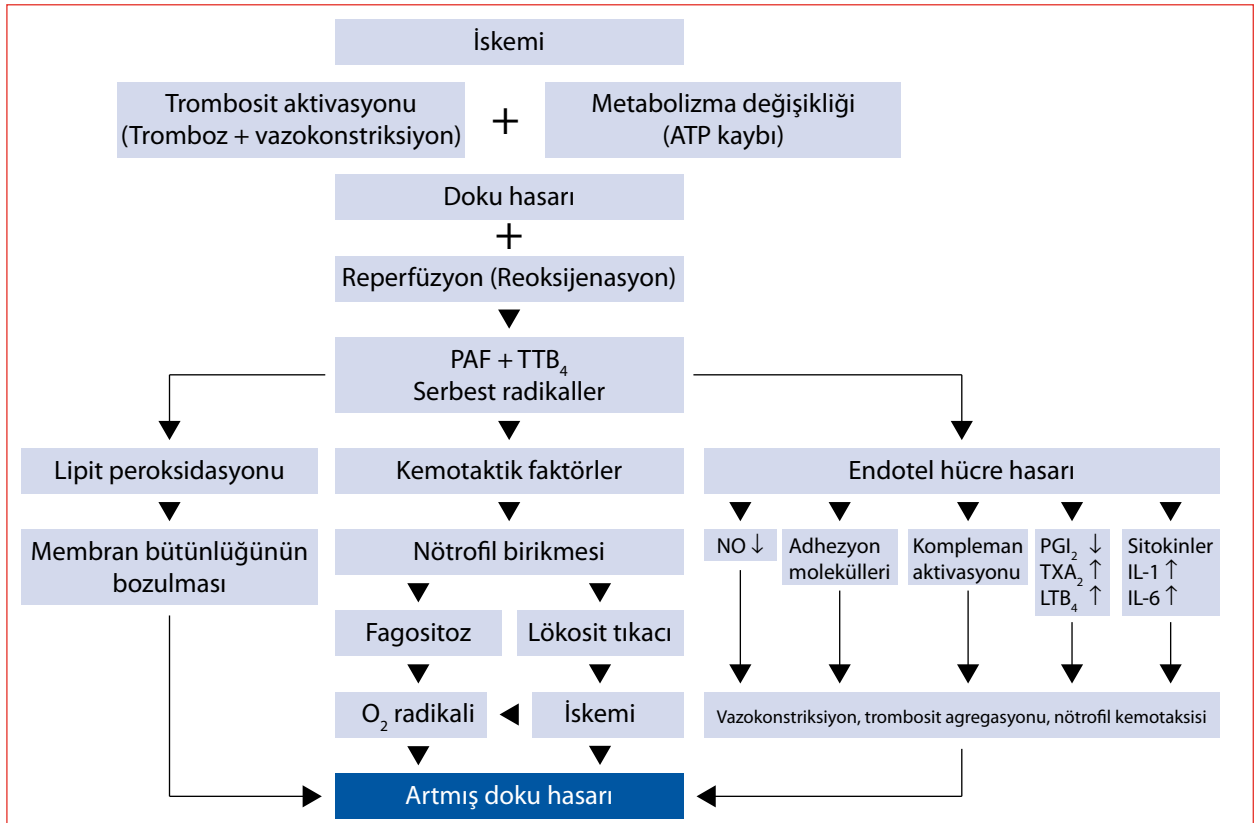 İskemi
Trombosit aktivasyonu
(Tromboz + vazokonstriksiyon)
+
Metabolizma değişikliği
(ATP kaybı)
Doku hasarı
+
Reperfüzyon (Reoksijenasyon)
PAF + TTB₄
Serbest radikaller
Lipit peroksidasyonu
Kemotaktik faktörler
Endotel hücre hasarı
Membran bütünlüğünün
bozulması
Nötrofil birikmesi
NO ↓
Adhezyon
molekülleri
Kompleman
aktivasyonu
PGI₂ ↓
TXA₂ ↑
LTB₄ ↑
Sitokinler
IL-1 ↑
IL-6 ↑
Fagositoz
Lökosit tıkacı
O₂ radikali
İskemi
Vazokonstriksiyon, trombosit agregasyonu, nötrofil kemotaksisi
Artmış doku hasarı